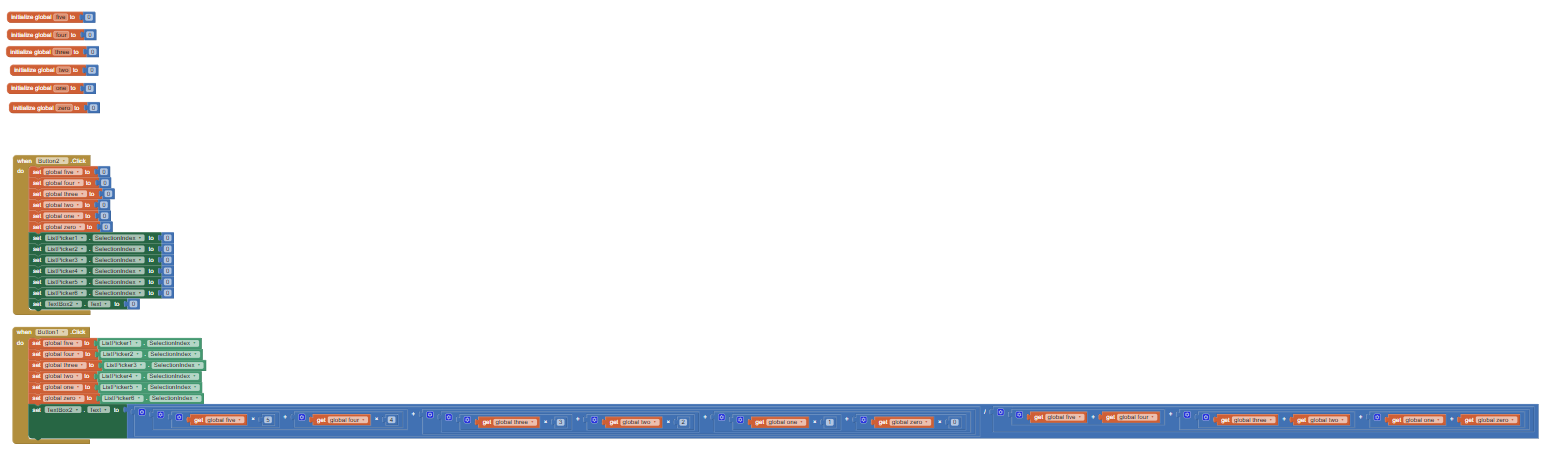 initialize global five to 0
initialize global four to 0
initialize global three to 0
initialize global two to 0
initialize global one to 0
initialize global zero to 0
when Button2 .Click
do set global five to 0
set global four to 0
set global three to 0
set global two to 0
set global one to 0
set global zero to 0
set ListPicker1 . SelectionIndex to 0
set ListPicker2 . SelectionIndex to 0
set ListPicker3 . SelectionIndex to 0
set ListPicker4 . SelectionIndex to 0
set ListPicker5 . SelectionIndex to 0
set ListPicker6 . SelectionIndex to 0
set TextBox2 . Text to 0
when Button1 .Click
do set global five to ListPicker1 . SelectionIndex
set global four to ListPicker2 . SelectionIndex
set global three to ListPicker3 . SelectionIndex
set global two to ListPicker4 . SelectionIndex
set global one to ListPicker5 . SelectionIndex
set global zero to ListPicker6 . SelectionIndex
set TextBox2 . Text to get global five × 5 + get global four × 4 + get global three × 3 + get global two × 2 + get global one × 1 + get global zero × 0 / get global five + get global four + get global three + get global two + get global one + get global zero